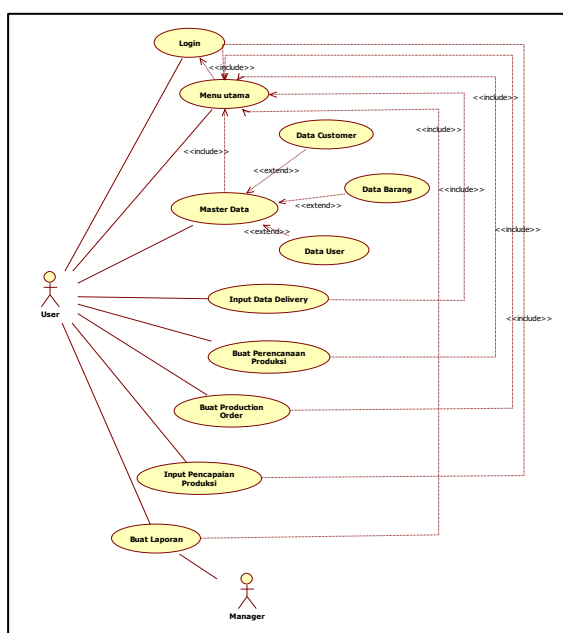 Login
<<include>>
<<include>>
Menu utama
<<include>>
<<include>>
Data Customer
<<include>>
<<include>>
<<extend>>
Data Barang
Master Data
<<extend>>
<<extend>>
Data User
User
Input Data Delivery
<<include>>
Buat Perencanaan
Produksi
Buat Production
Order
Input Pencapaian
Produksi
Buat Laporan
Manager